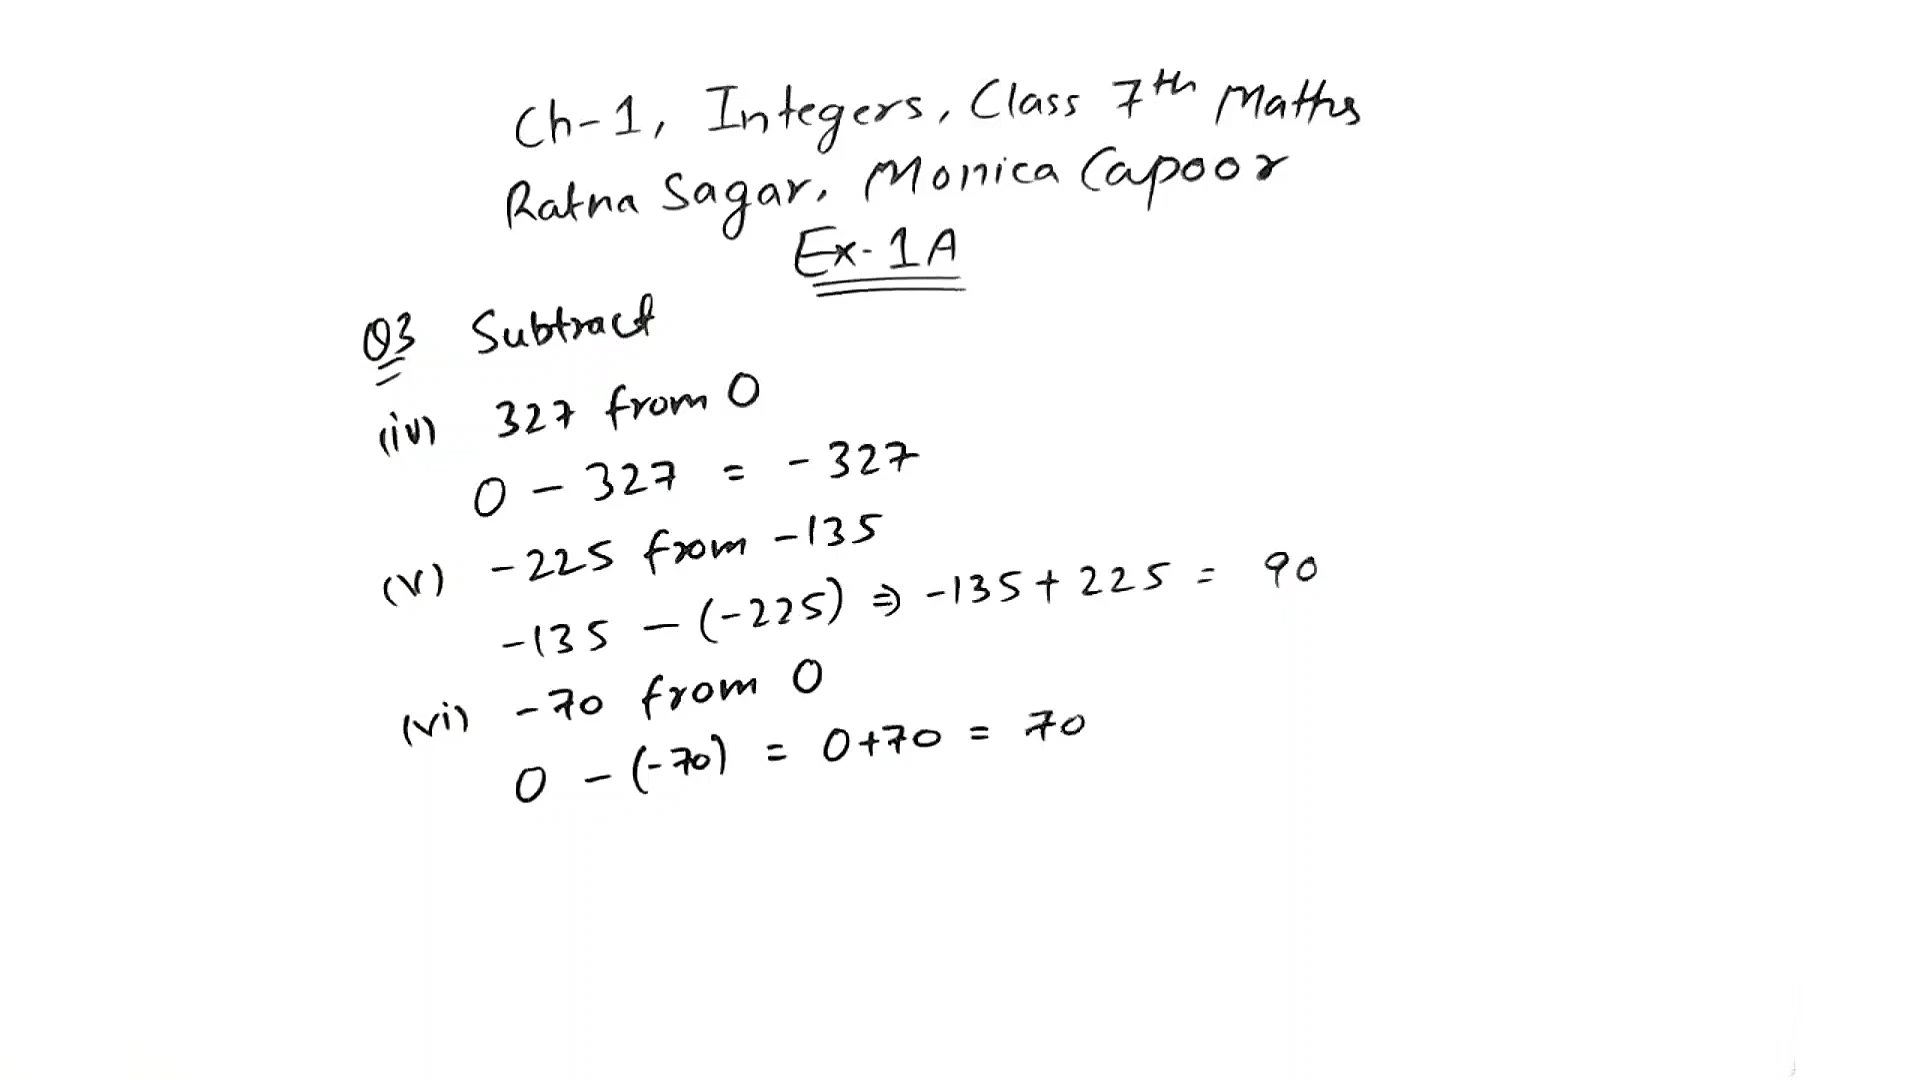 Ch-1, Integers, Class 7th Maths
Ratna Sagar, Monica Capoor
Ex-1A
Q3 Subtract
(iv) 327 from 0
0 - 327 = -327
(v) -225 from -135
-135 - (-225) ⇒ -135 + 225 = 90
(vi) -70 from 0
0 - (-70) = 0+70 = 70